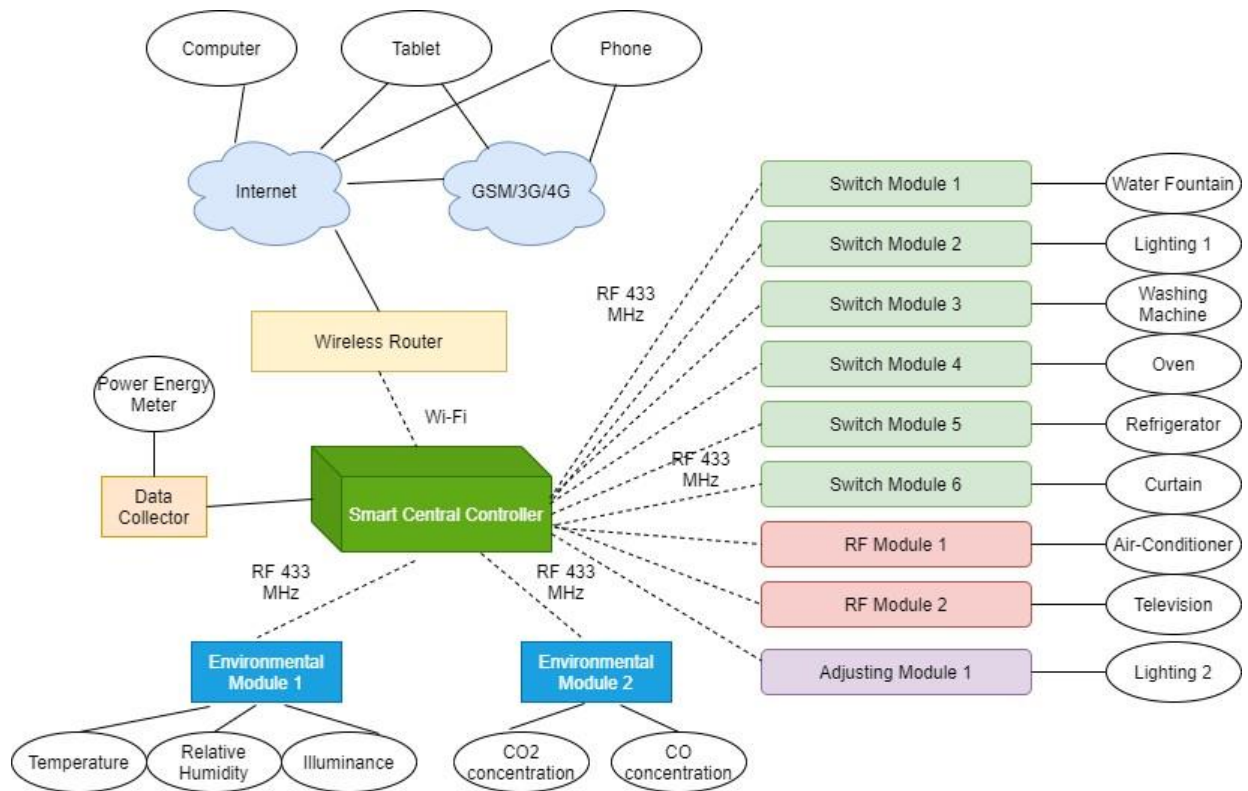 Computer
Tablet
Phone
Internet
GSM/3G/4G
Wireless Router
Wi-Fi
Power Energy
Meter
Data
Collector
Smart Central Controller
RF 433
MHz
RF 433
MHz
RF 433
MHz
RF 433
MHz
Switch Module 1
Water Fountain
Switch Module 2
Lighting 1
Switch Module 3
Washing
Machine
Switch Module 4
Oven
Switch Module 5
Refrigerator
Switch Module 6
Curtain
RF Module 1
Air-Conditioner
RF Module 2
Television
Adjusting Module 1
Lighting 2
Environmental
Module 1
Environmental
Module 2
Temperature
Relative
Humidity
Illuminance
CO2
concentration
CO
concentration